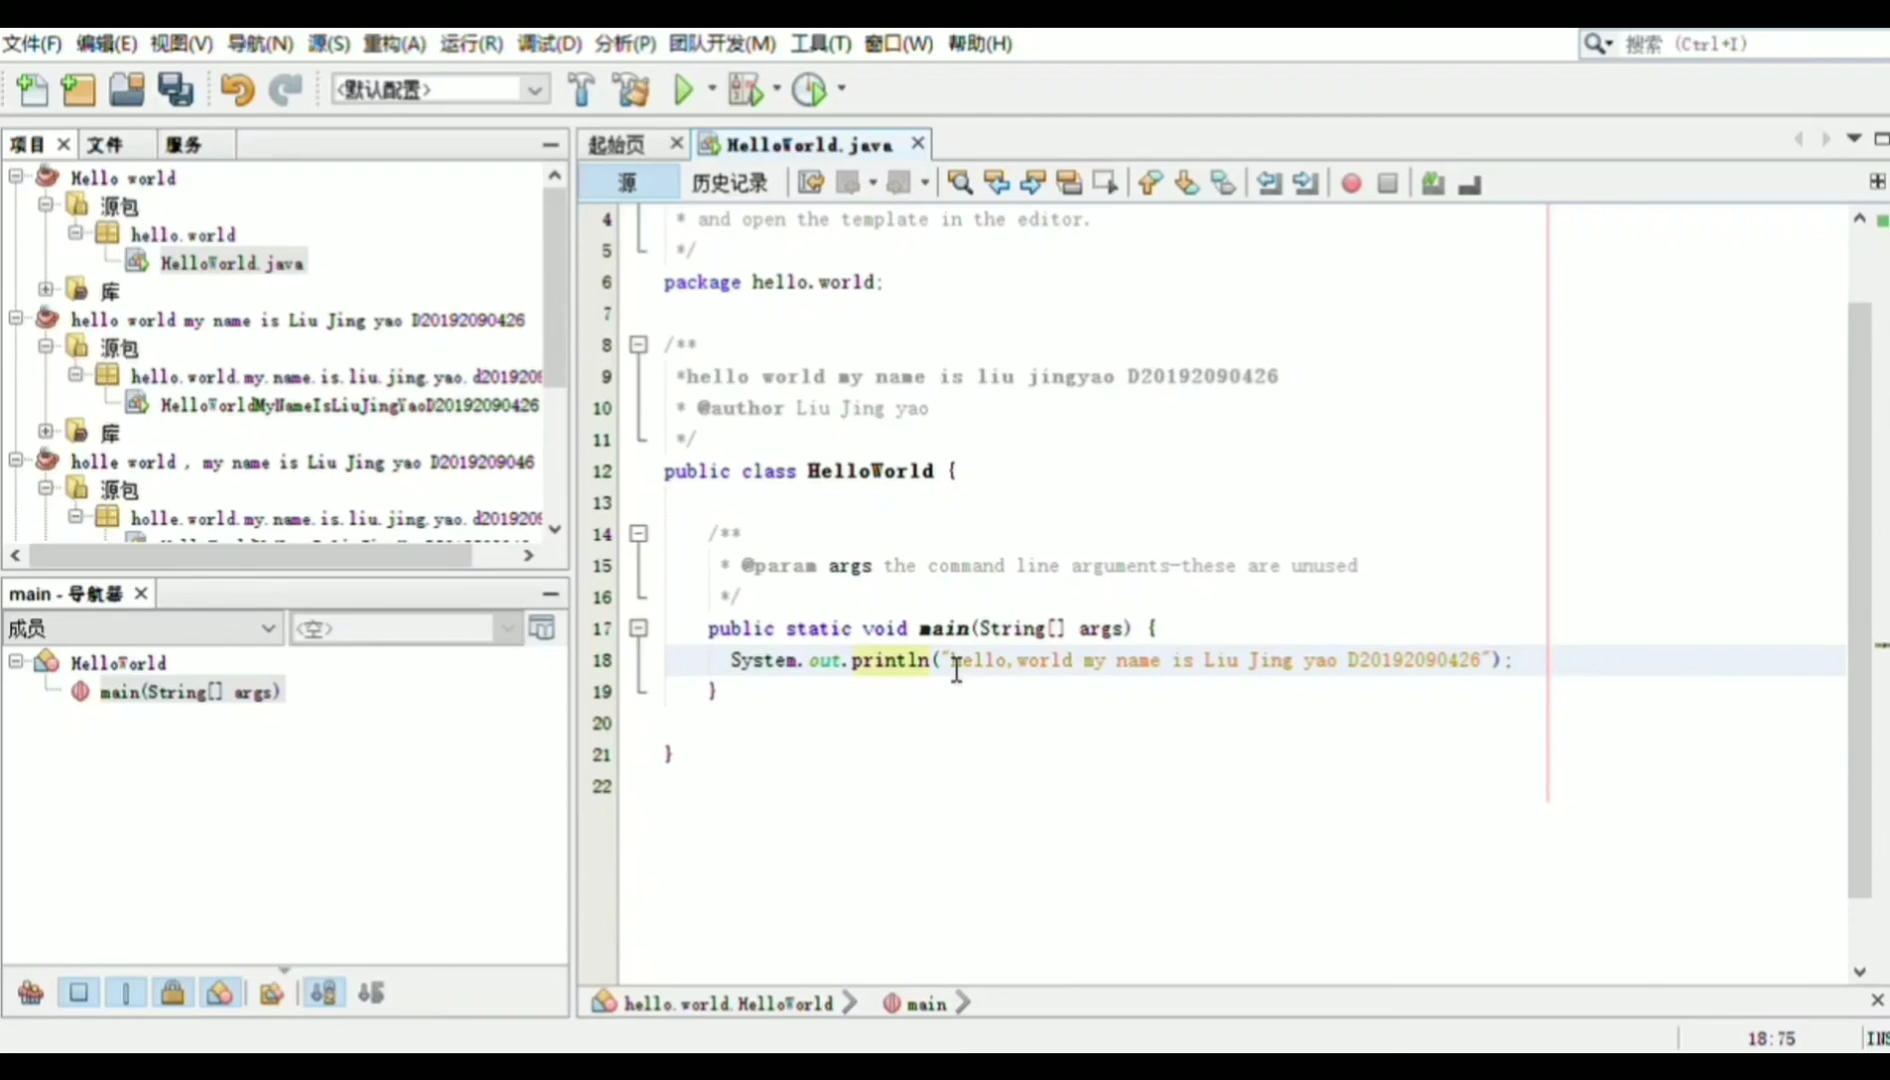 文件(F) 编辑(E) 视图(V) 导航(N) 源(S) 重构(A) 运行(R) 调试(D) 分析(P) 团队开发(M) 工具(T) 窗口(W) 帮助(H)
搜索 (Ctrl+I)
<默认配置>
项目 文件 服务
Hello world
源包
hello.world
HelloWorld.java
库
hello world my name is Liu Jing yao D20192090426
源包
hello.world.my.name.is.liu.jing.yao.d201920
HelloWorldMyNameIsLiuJingYaoD20192090426
库
holle world , my name is Liu Jing yao D2019209046
源包
holle.world.my.name.is.liu.jing.yao.d201920
main - 导航器
成员
<空>
HelloWorld
main(String[] args)
起始页 HelloWorld.java
源 历史记录
4 * and open the template in the editor.
5 */
6 package hello.world;
7
8 /**
9 *hello world my name is liu jingyao D20192090426
10 * @author Liu Jing yao
11 */
12 public class HelloWorld {
13
14 /**
15 * @param args the command line arguments-these are unused
16 */
17 public static void main(String[] args) {
18 System.out.println("hello,world my name is Liu Jing yao D20192090426");
19 }
20
21 }
22
hello.world.HelloWorld main
18:75 INS